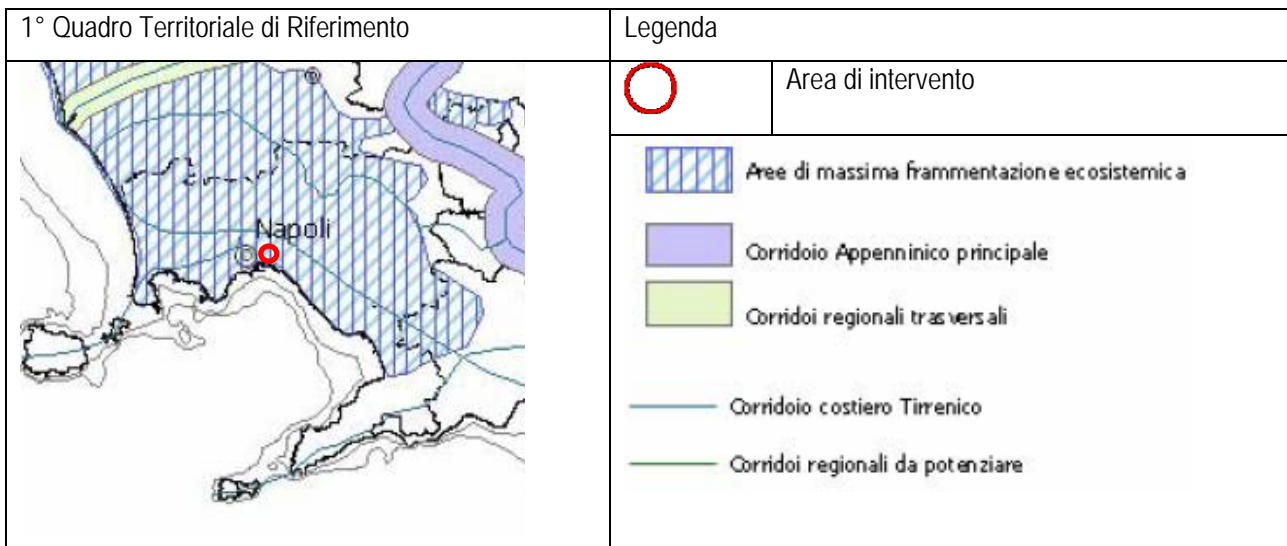 1° Quadro Territoriale di Riferimento
Legenda
Area di intervento
Napoli
Aree di massima frammentazione ecosistemica
Corridoio Appenninico principale
Corridoi regionali trasversali
Corridoio costiero Tirrenico
Corridoi regionali da potenziare